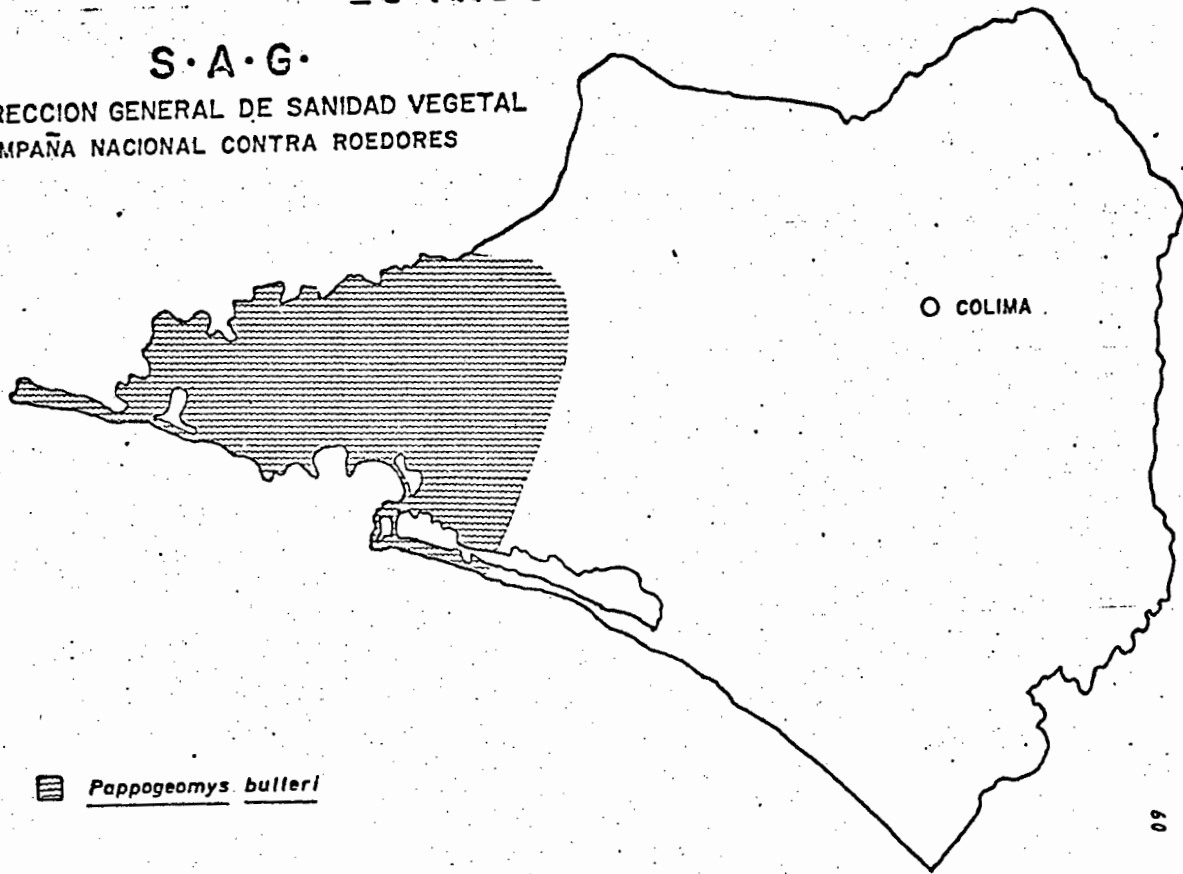 S·A·G·
RECCION GENERAL DE SANIDAD VEGETAL
MPAÑA NACIONAL CONTRA ROEDORES
COLIMA
Pappogeomys bulleri
60